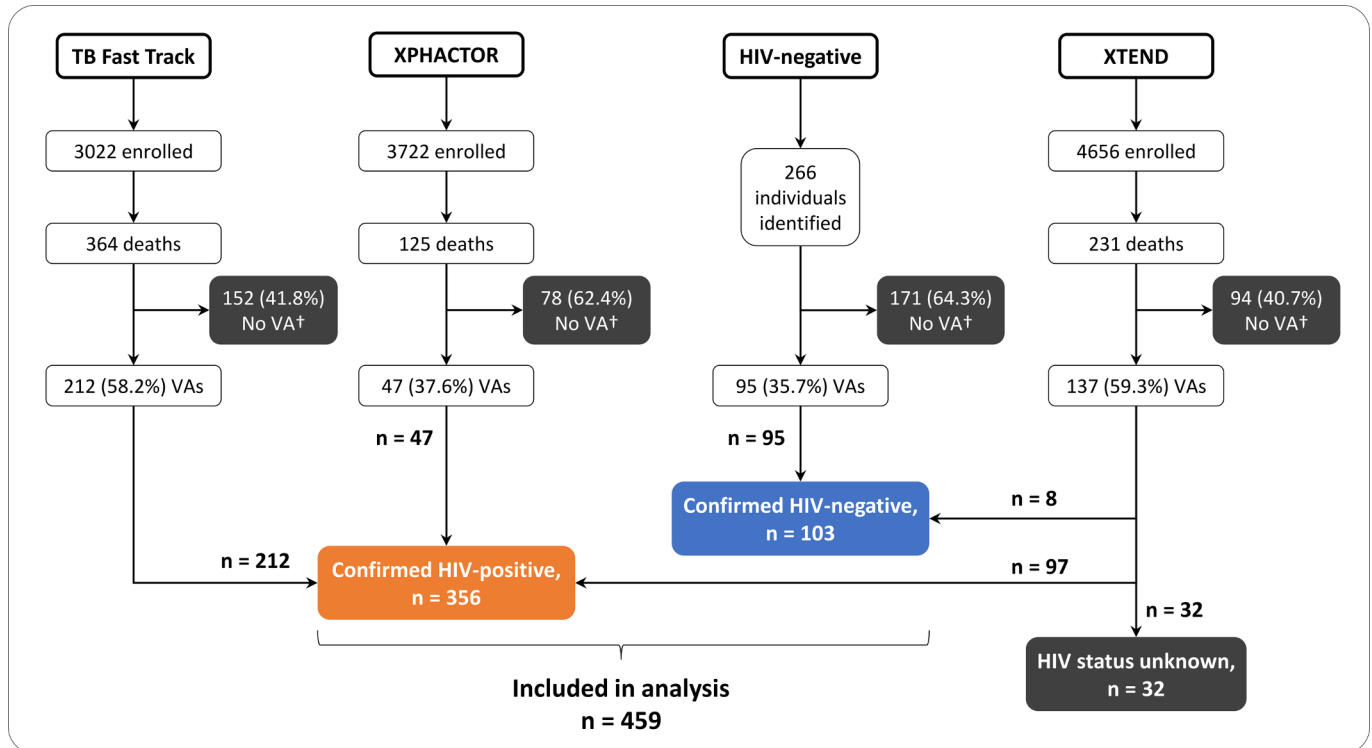 TB Fast Track
XPHACTOR
HIV-negative
XTEND
3022 enrolled
3722 enrolled
266
individuals
identified
4656 enrolled
364 deaths
125 deaths
231 deaths
152 (41.8%)
No VA†
78 (62.4%)
No VA†
171 (64.3%)
No VA†
94 (40.7%)
No VA†
212 (58.2%) VAs
47 (37.6%) VAs
95 (35.7%) VAs
137 (59.3%) VAs
n = 47
n = 95
Confirmed HIV-negative,
n = 103
n = 8
n = 212
Confirmed HIV-positive,
n = 356
n = 97
n = 32
HIV status unknown,
n = 32
Included in analysis
n = 459